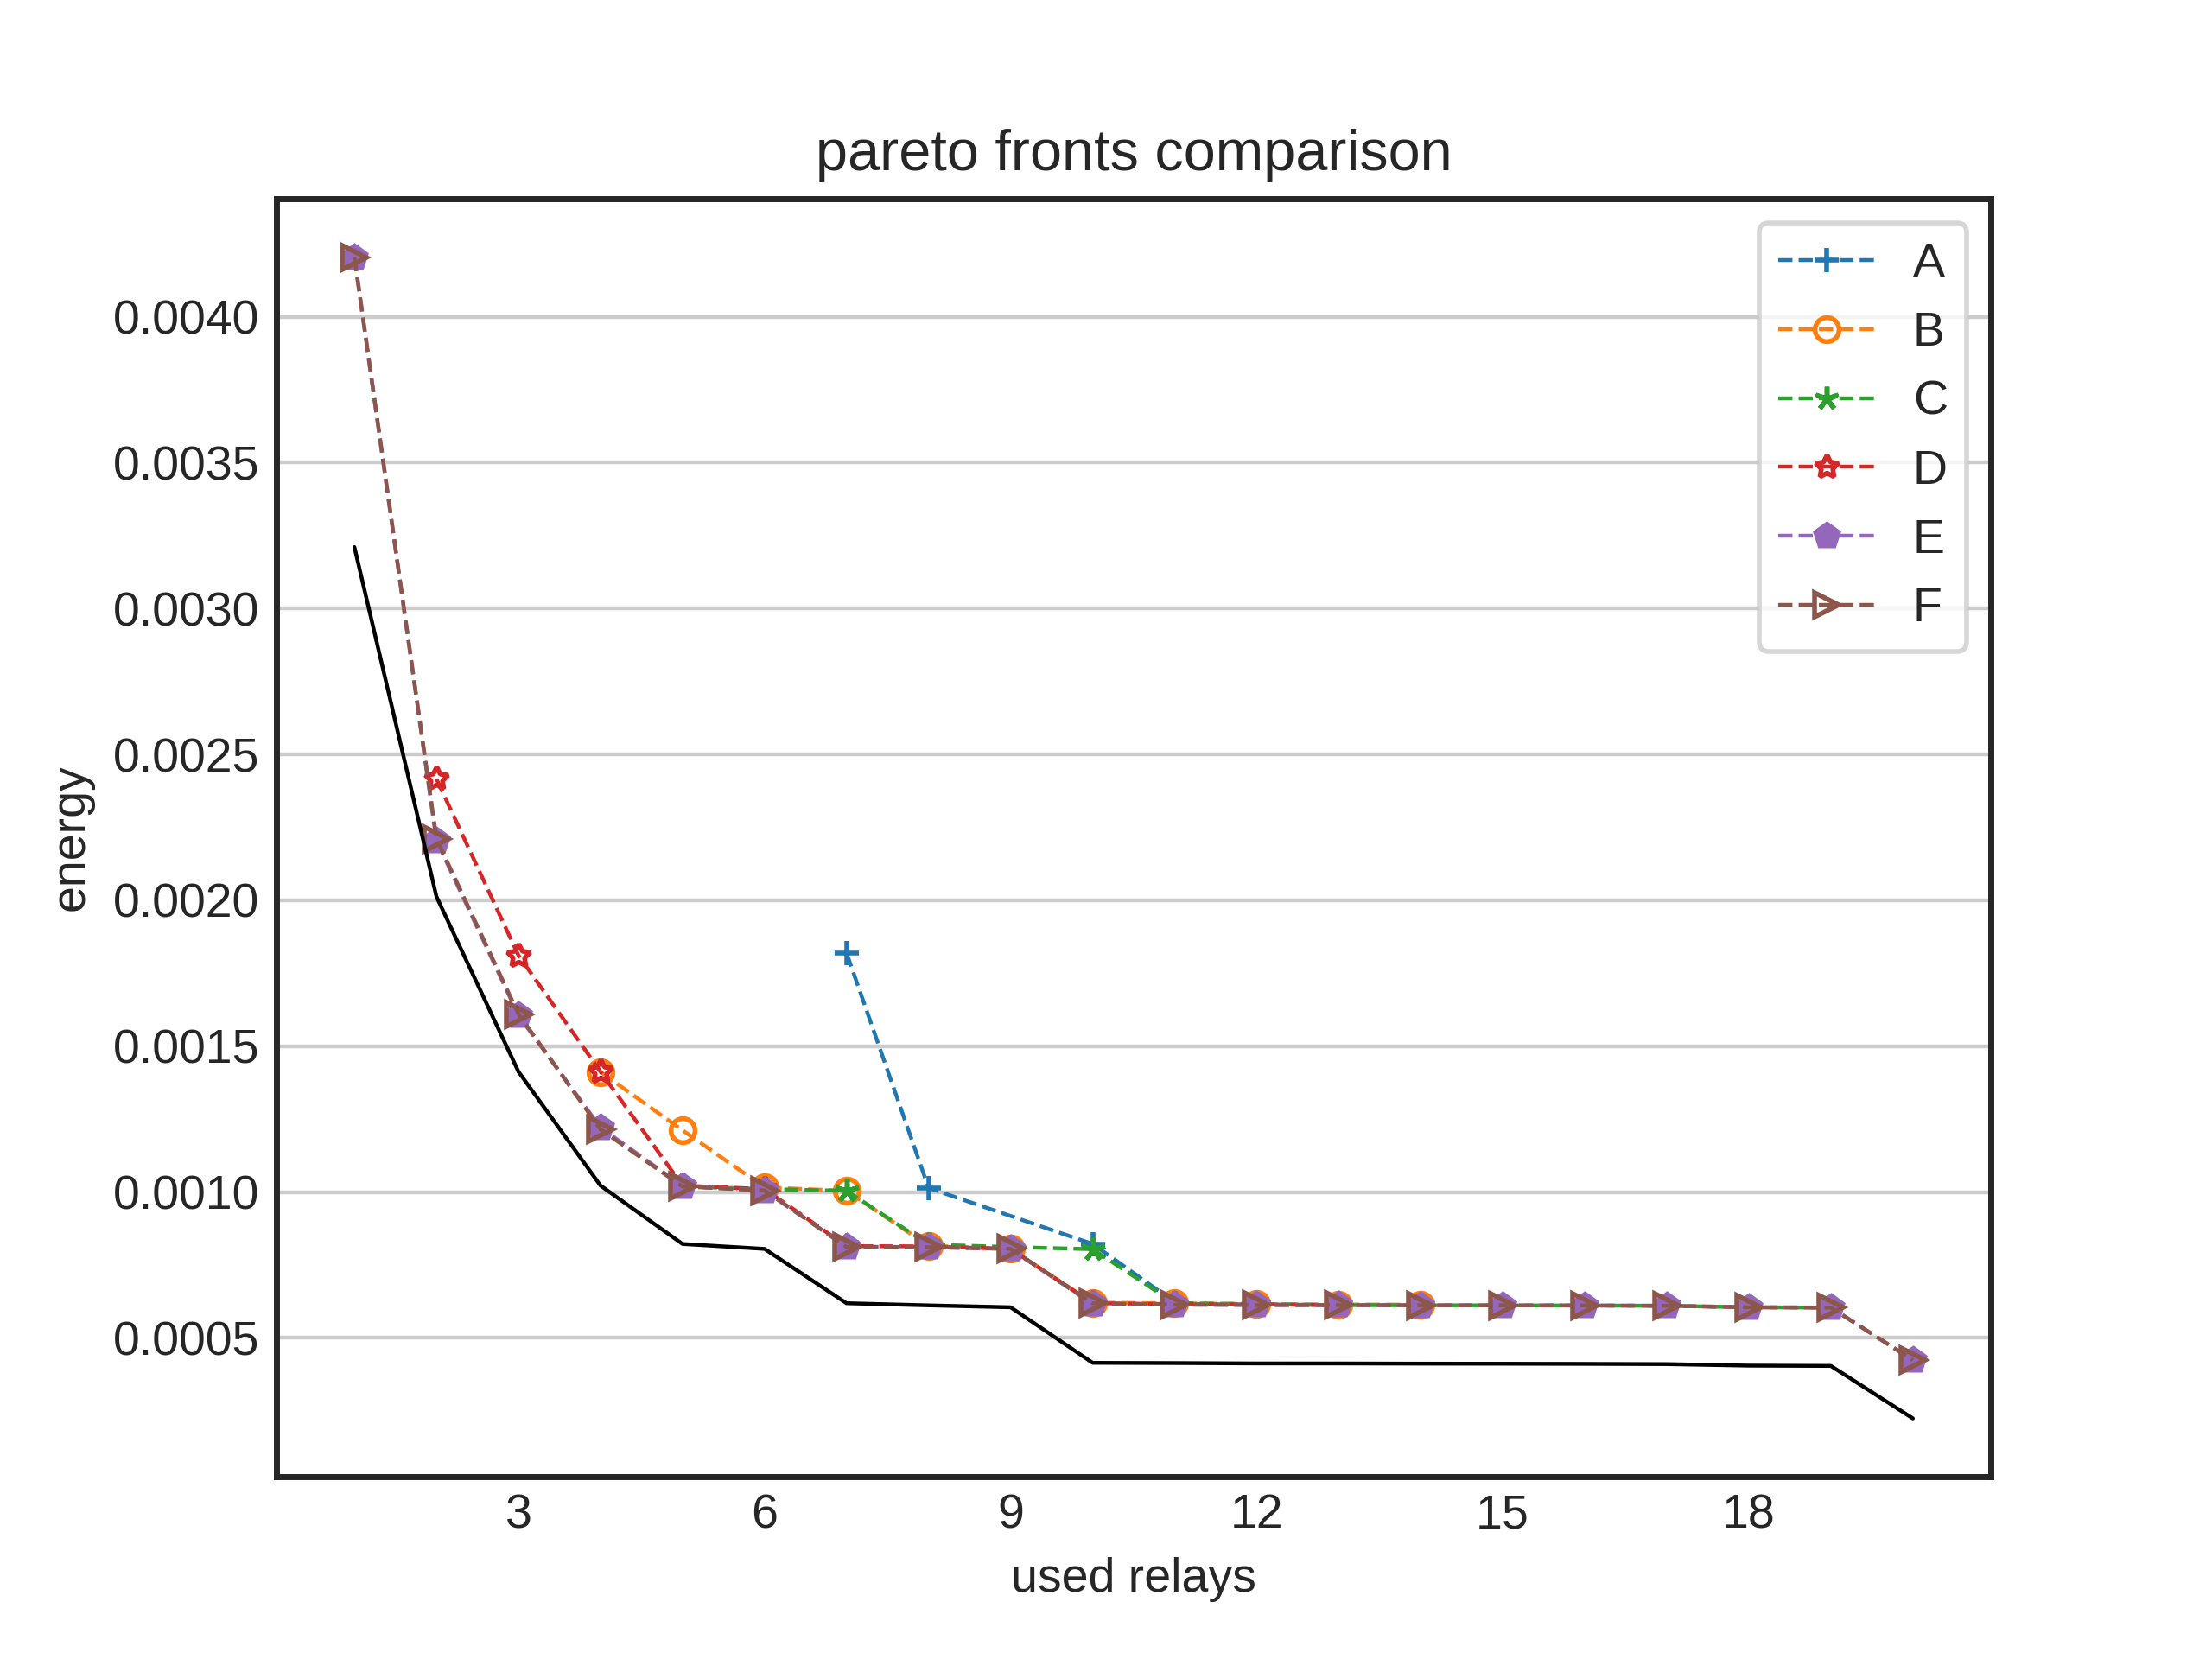 pareto fronts comparison
A
B
C
D
E
F
0.0040
0.0035
0.0030
0.0025
0.0020
0.0015
0.0010
0.0005
energy
3 6 9 12 15 18
used relays